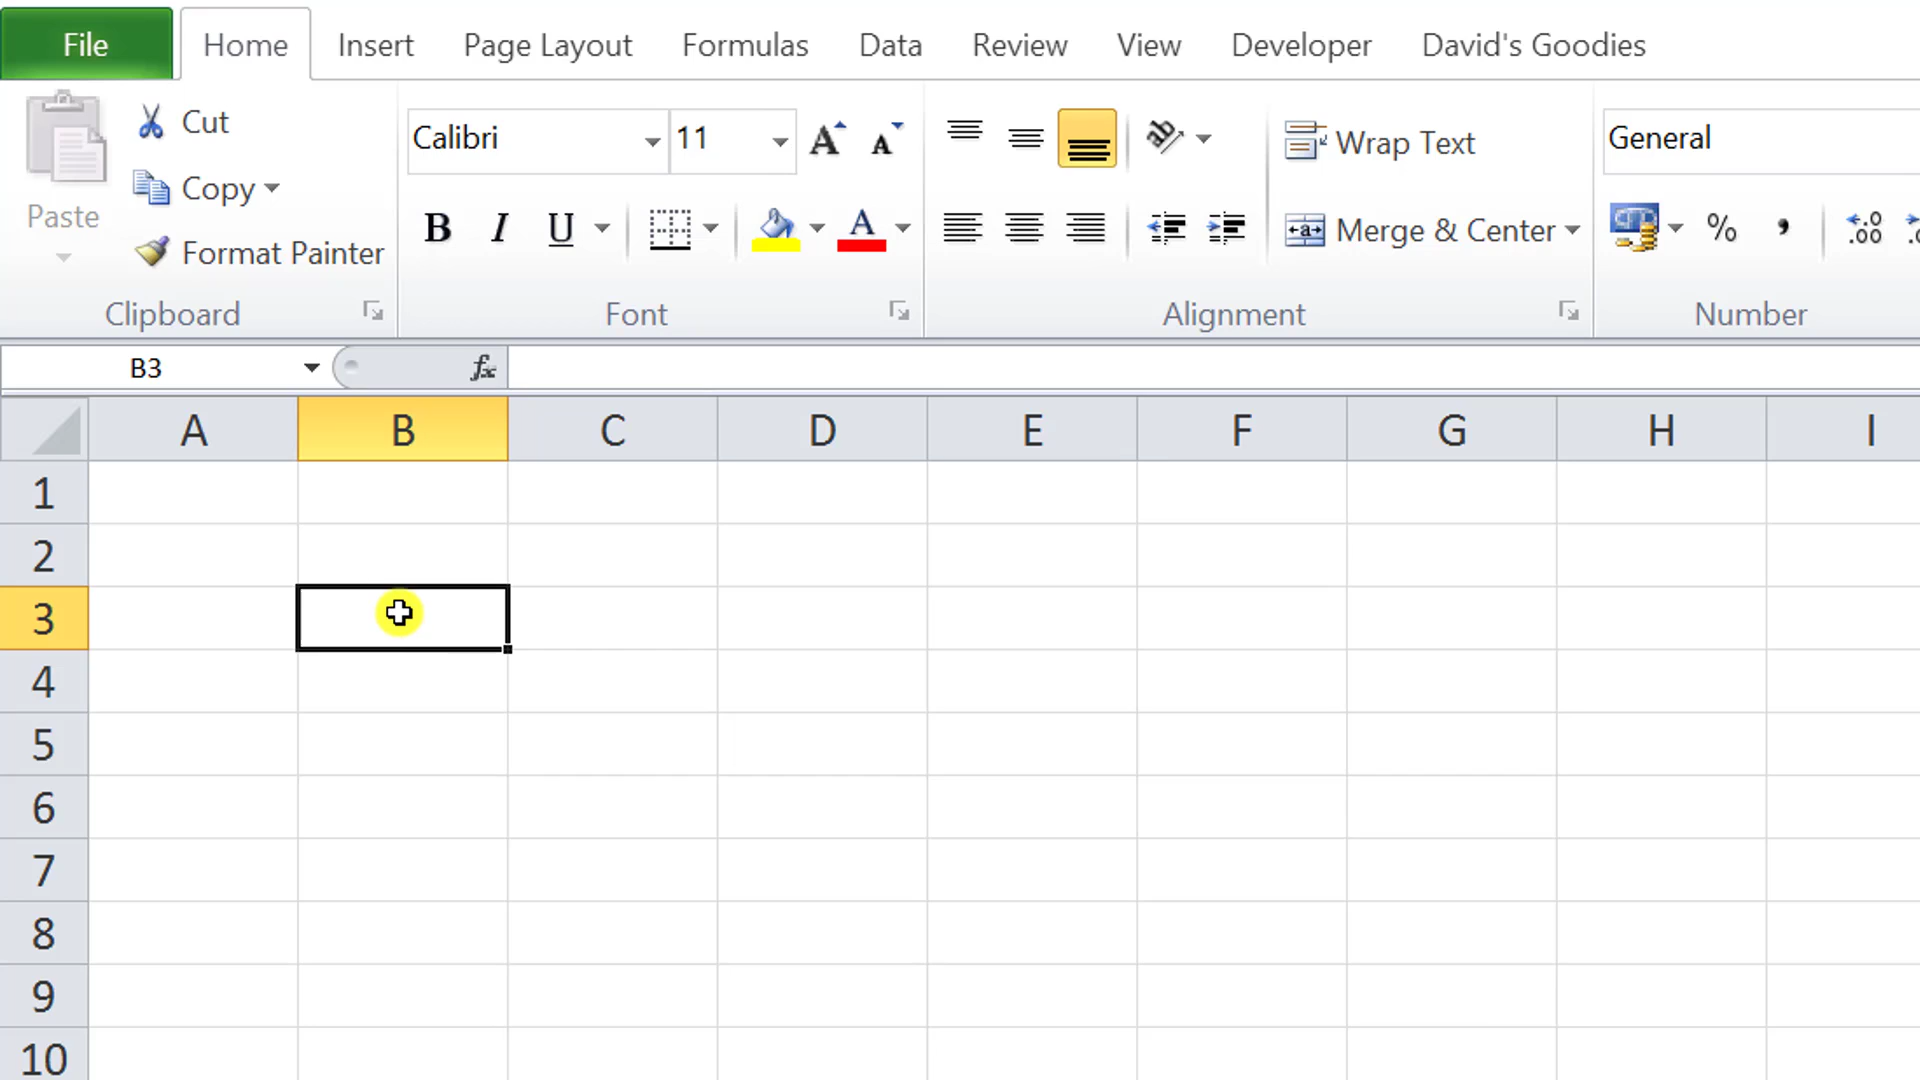 File Home Insert Page Layout Formulas Data Review View Developer David's Goodies
Paste
Cut
Copy
Format Painter
Clipboard
Calibri 11
B I U
Font
Wrap Text
Merge & Center
Alignment
General
% ,
Number
B3 fx
A B C D E F G H I
1
2
3
4
5
6
7
8
9
10